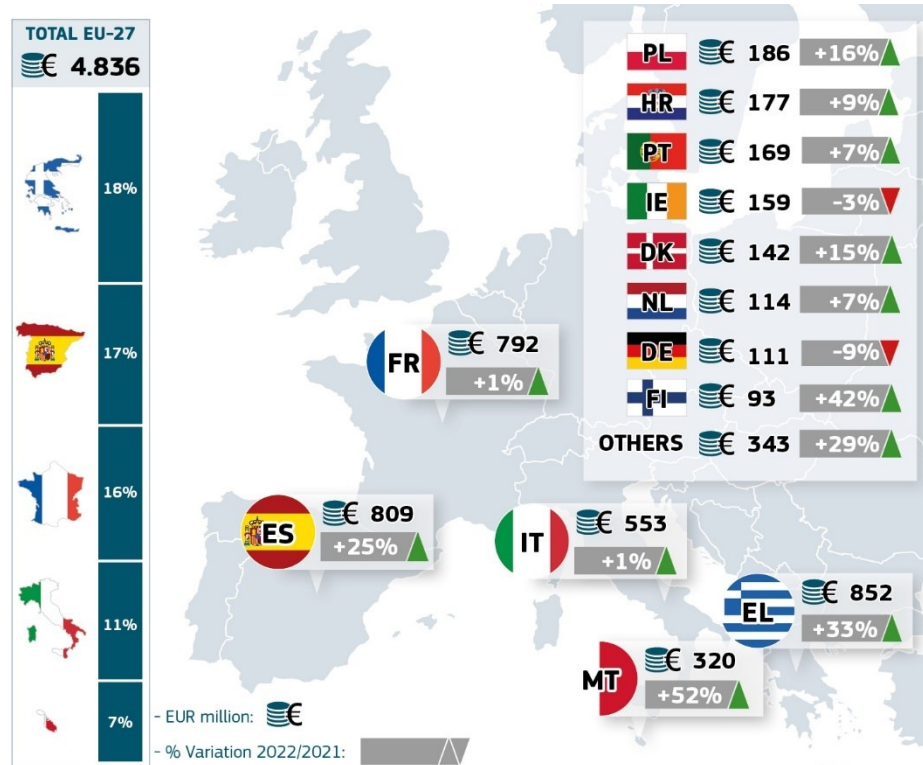 TOTAL EU-27
€ 4.836
18%
17%
16%
11%
7%
PL € 186 +16%
HR € 177 +9%
PT € 169 +7%
IE € 159 -3%
DK € 142 +15%
NL € 114 +7%
DE € 111 -9%
FI € 93 +42%
OTHERS € 343 +29%
FR € 792
+1%
ES € 809
+25%
IT € 553
+1%
EL € 852
+33%
MT € 320
+52%
- EUR million: €
- % Variation 2022/2021: